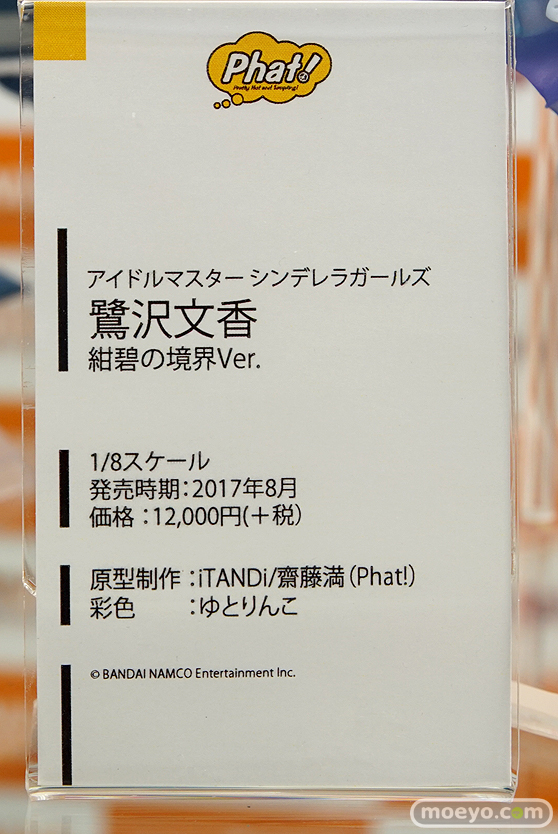 Phat!
Pretty Hot and Tempting!
アイドルマスター シンデレラガールズ
鷺沢文香
紺碧の境界Ver.
1/8スケール
発売時期:2017年8月
価格 :12,000円(＋税)
原型制作 :iTANDi/齋藤満(Phat!)
彩色 :ゆとりんこ
© BANDAI NAMCO Entertainment Inc.
moeyo.com